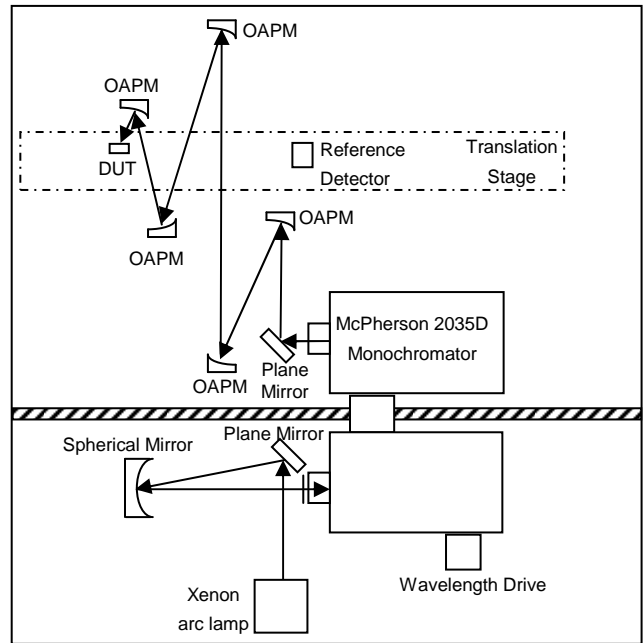 OAPM
OAPM
DUT
Reference
Detector
Translation
Stage
OAPM
OAPM
McPherson 2035D
Monochromator
Plane
Mirror
OAPM
Plane Mirror
Spherical Mirror
Wavelength Drive
Xenon
arc lamp